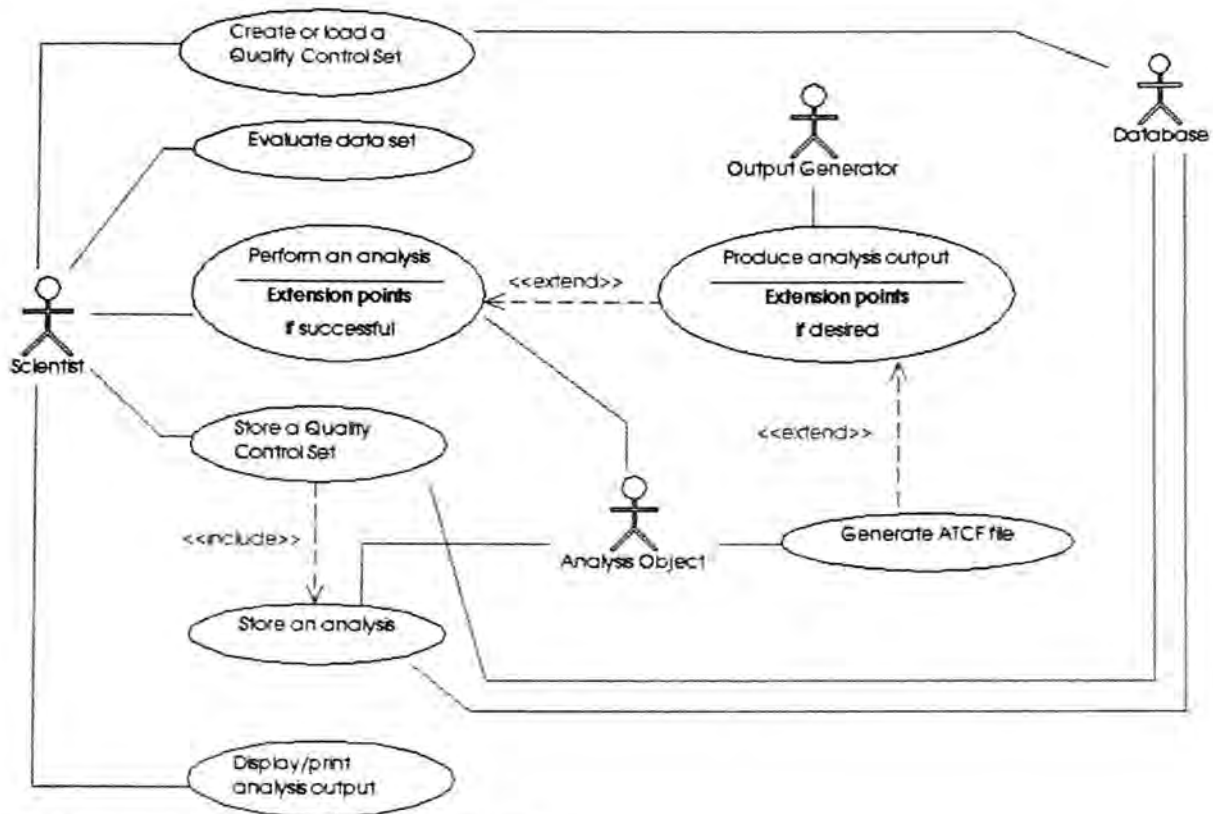 Create or load a
Quality Control Set
Database
Evaluate data set
Output Generator
Perform an analysis
Extension points
if successful
<<extend>>
Produce analysis output
Extension points
if desired
Scientist
Store a Quality
Control Set
<<extend>>
<<include>>
Analysis Object
Generate ATCF file
Store an analysis
Display/print
analysis output